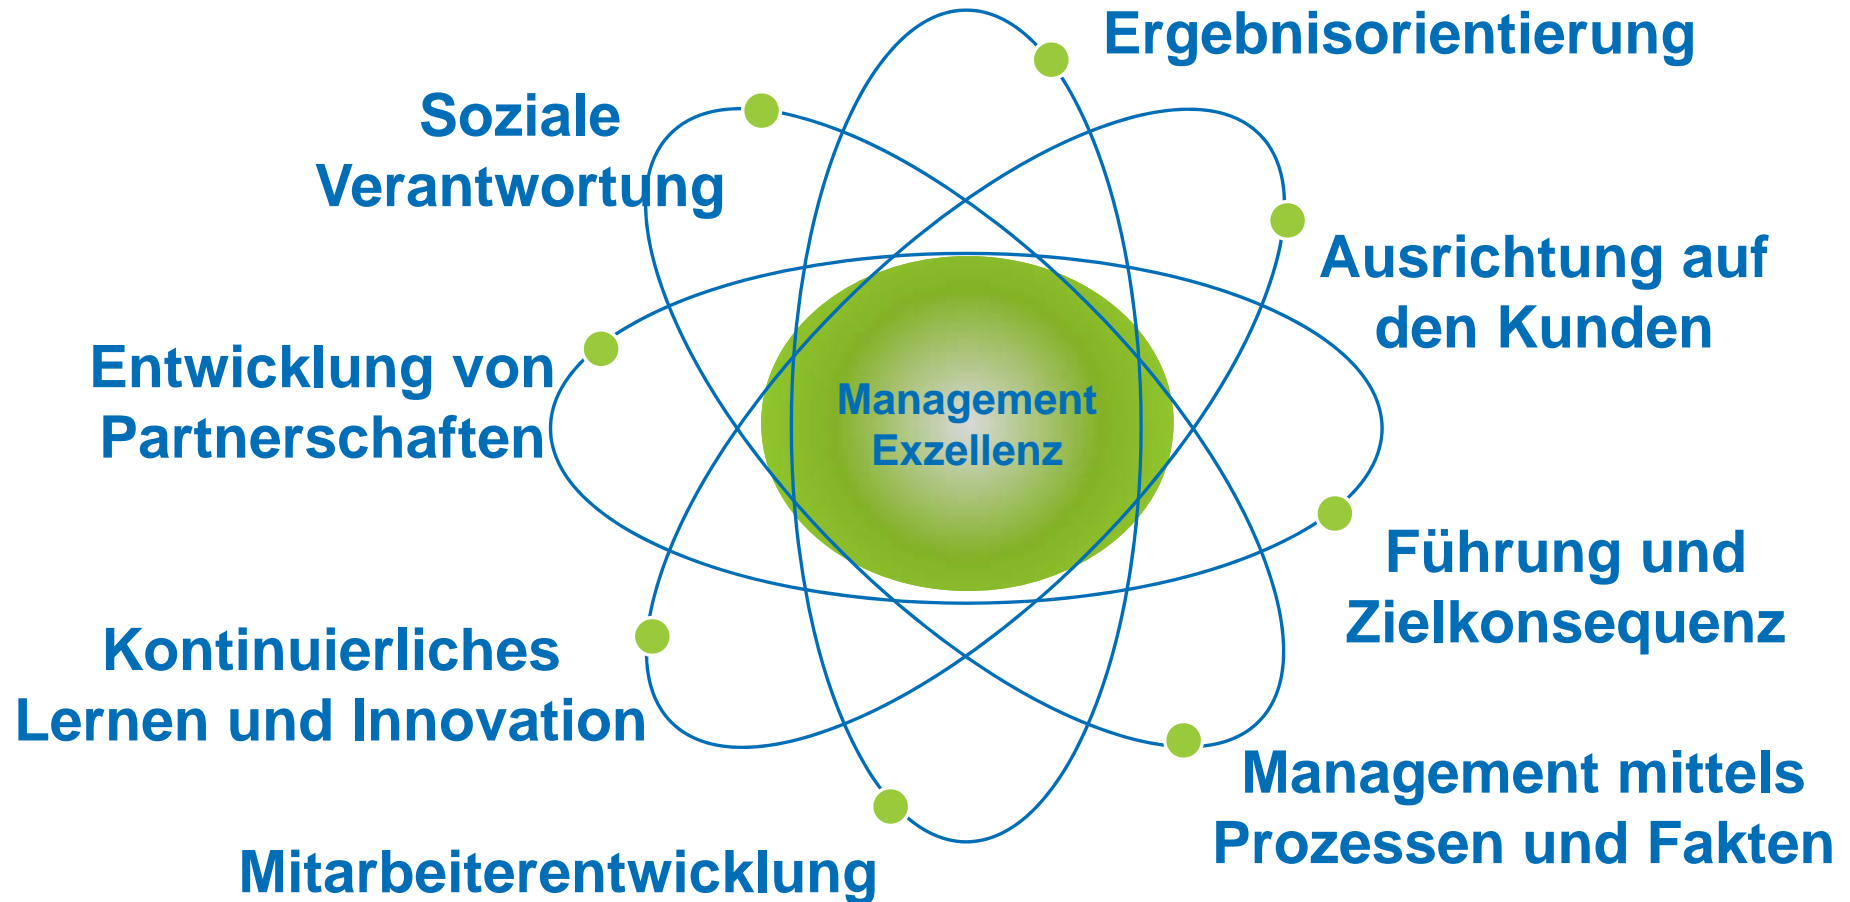 Ergebnisorientierung
Soziale
Verantwortung
Ausrichtung auf
den Kunden
Entwicklung von
Partnerschaften
Management
Exzellenz
Führung und
Zielkonsequenz
Kontinuierliches
Lernen und Innovation
Management mittels
Prozessen und Fakten
Mitarbeiterentwicklung